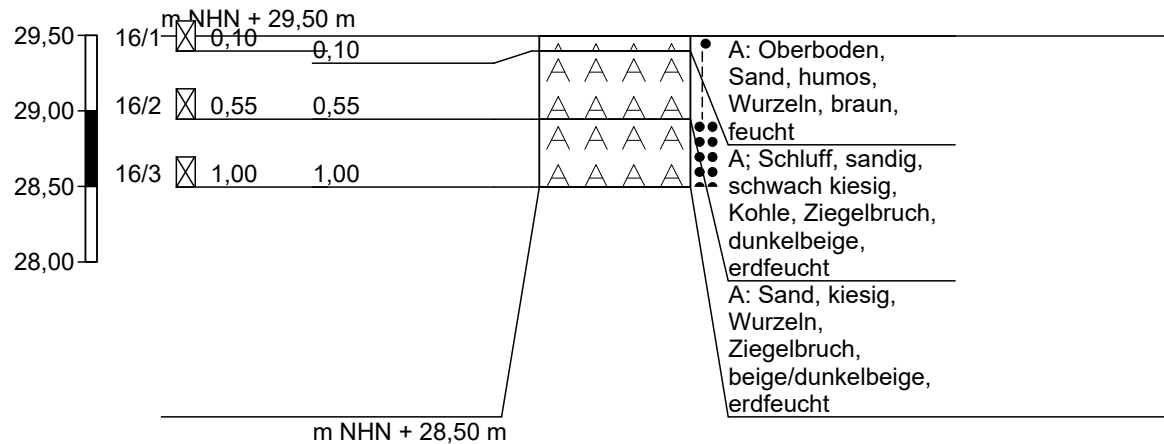 m NHN + 29,50 m
29,50
16/1 0,10 0,10
29,00
16/2 0,55 0,55
28,50
16/3 1,00 1,00
28,00
A: Oberboden,
Sand, humos,
Wurzeln, braun,
feucht
A; Schluff, sandig,
schwach kiesig,
Kohle, Ziegelbruch,
dunkelbeige,
erdfeucht
A: Sand, kiesig,
Wurzeln,
Ziegelbruch,
beige/dunkelbeige,
erdfeucht
m NHN + 28,50 m
A A A A
A A A A
A A A A
A A A A
A A A A